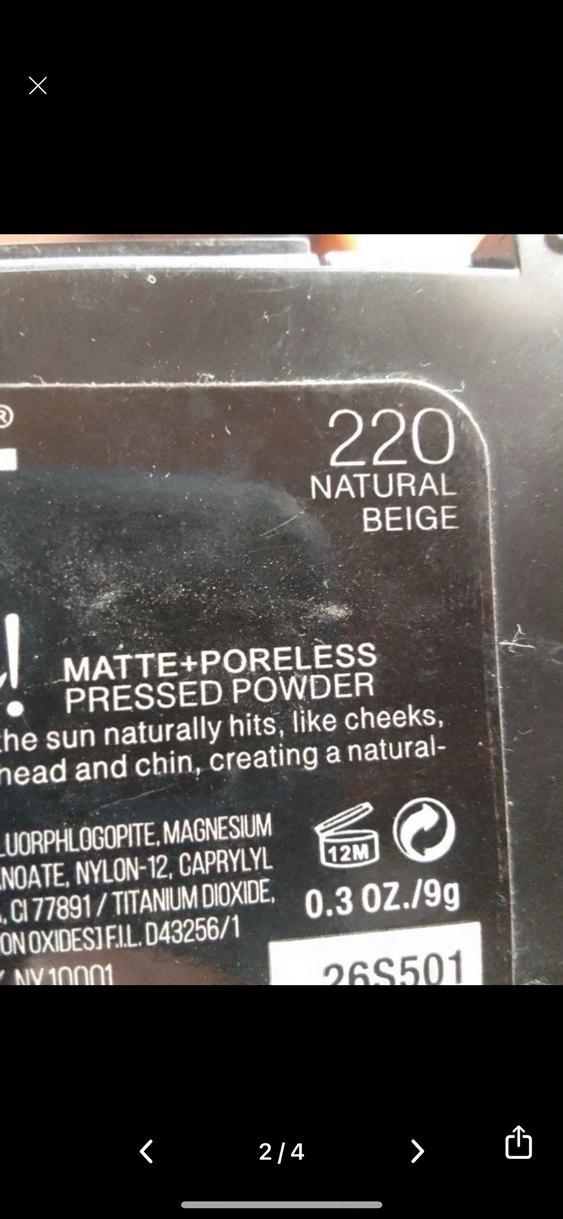 ®
220
NATURAL
BEIGE
!
MATTE+PORELESS
PRESSED POWDER
the sun naturally hits, like cheeks,
head and chin, creating a natural-
LUORPHLOGOPITE, MAGNESIUM
NOATE, NYLON-12, CAPRYLYL
, CI 77891 / TITANIUM DIOXIDE,
ON OXIDES] F.I.L. D43256/1
NY 10001
12M
0.3 OZ./9g
26S501
2 / 4